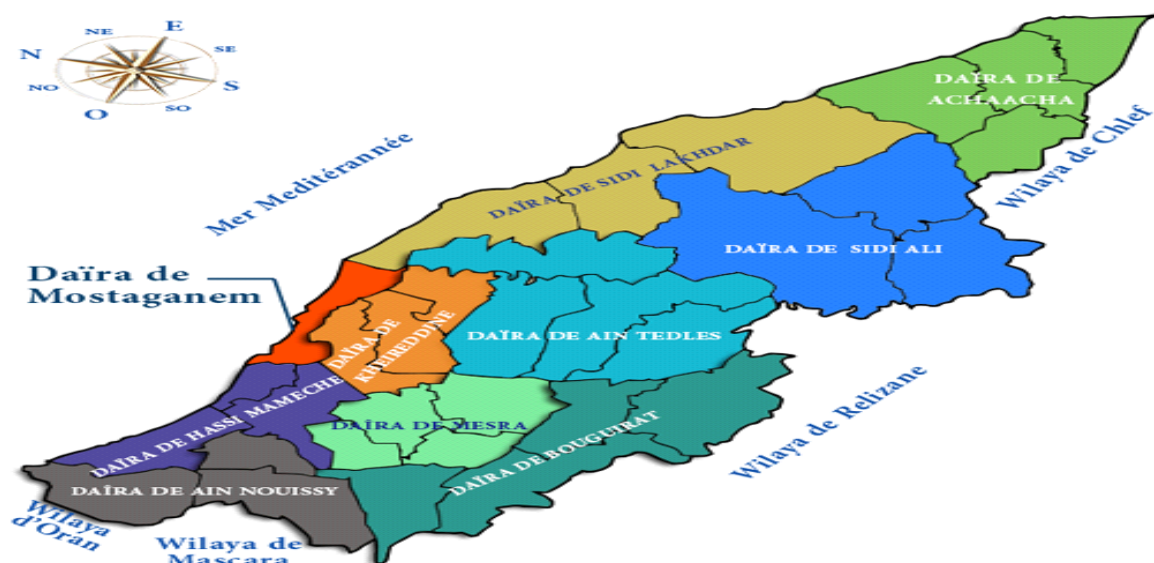 E
NE
SE
N
S
NO
SO
O
DAÏRA DE
ACHAACHA
Wilaya de Chlef
Mer Meditérannée
DAÏRA DE SIDI LAKHDAR
DAÏRA DE SIDI ALI
Daïra de
Mostaganem
DAÏRA DE
KHEIREDDINE
DAÏRA DE AIN TEDLES
Wilaya de Relizane
DAÏRA DE HASSI MAMECHE
DAÏRA DE MESRA
DAÏRA DE BOUGUIRAT
DAÏRA DE AIN NOUISSY
Wilaya
d'Oran
Wilaya de
Mascara